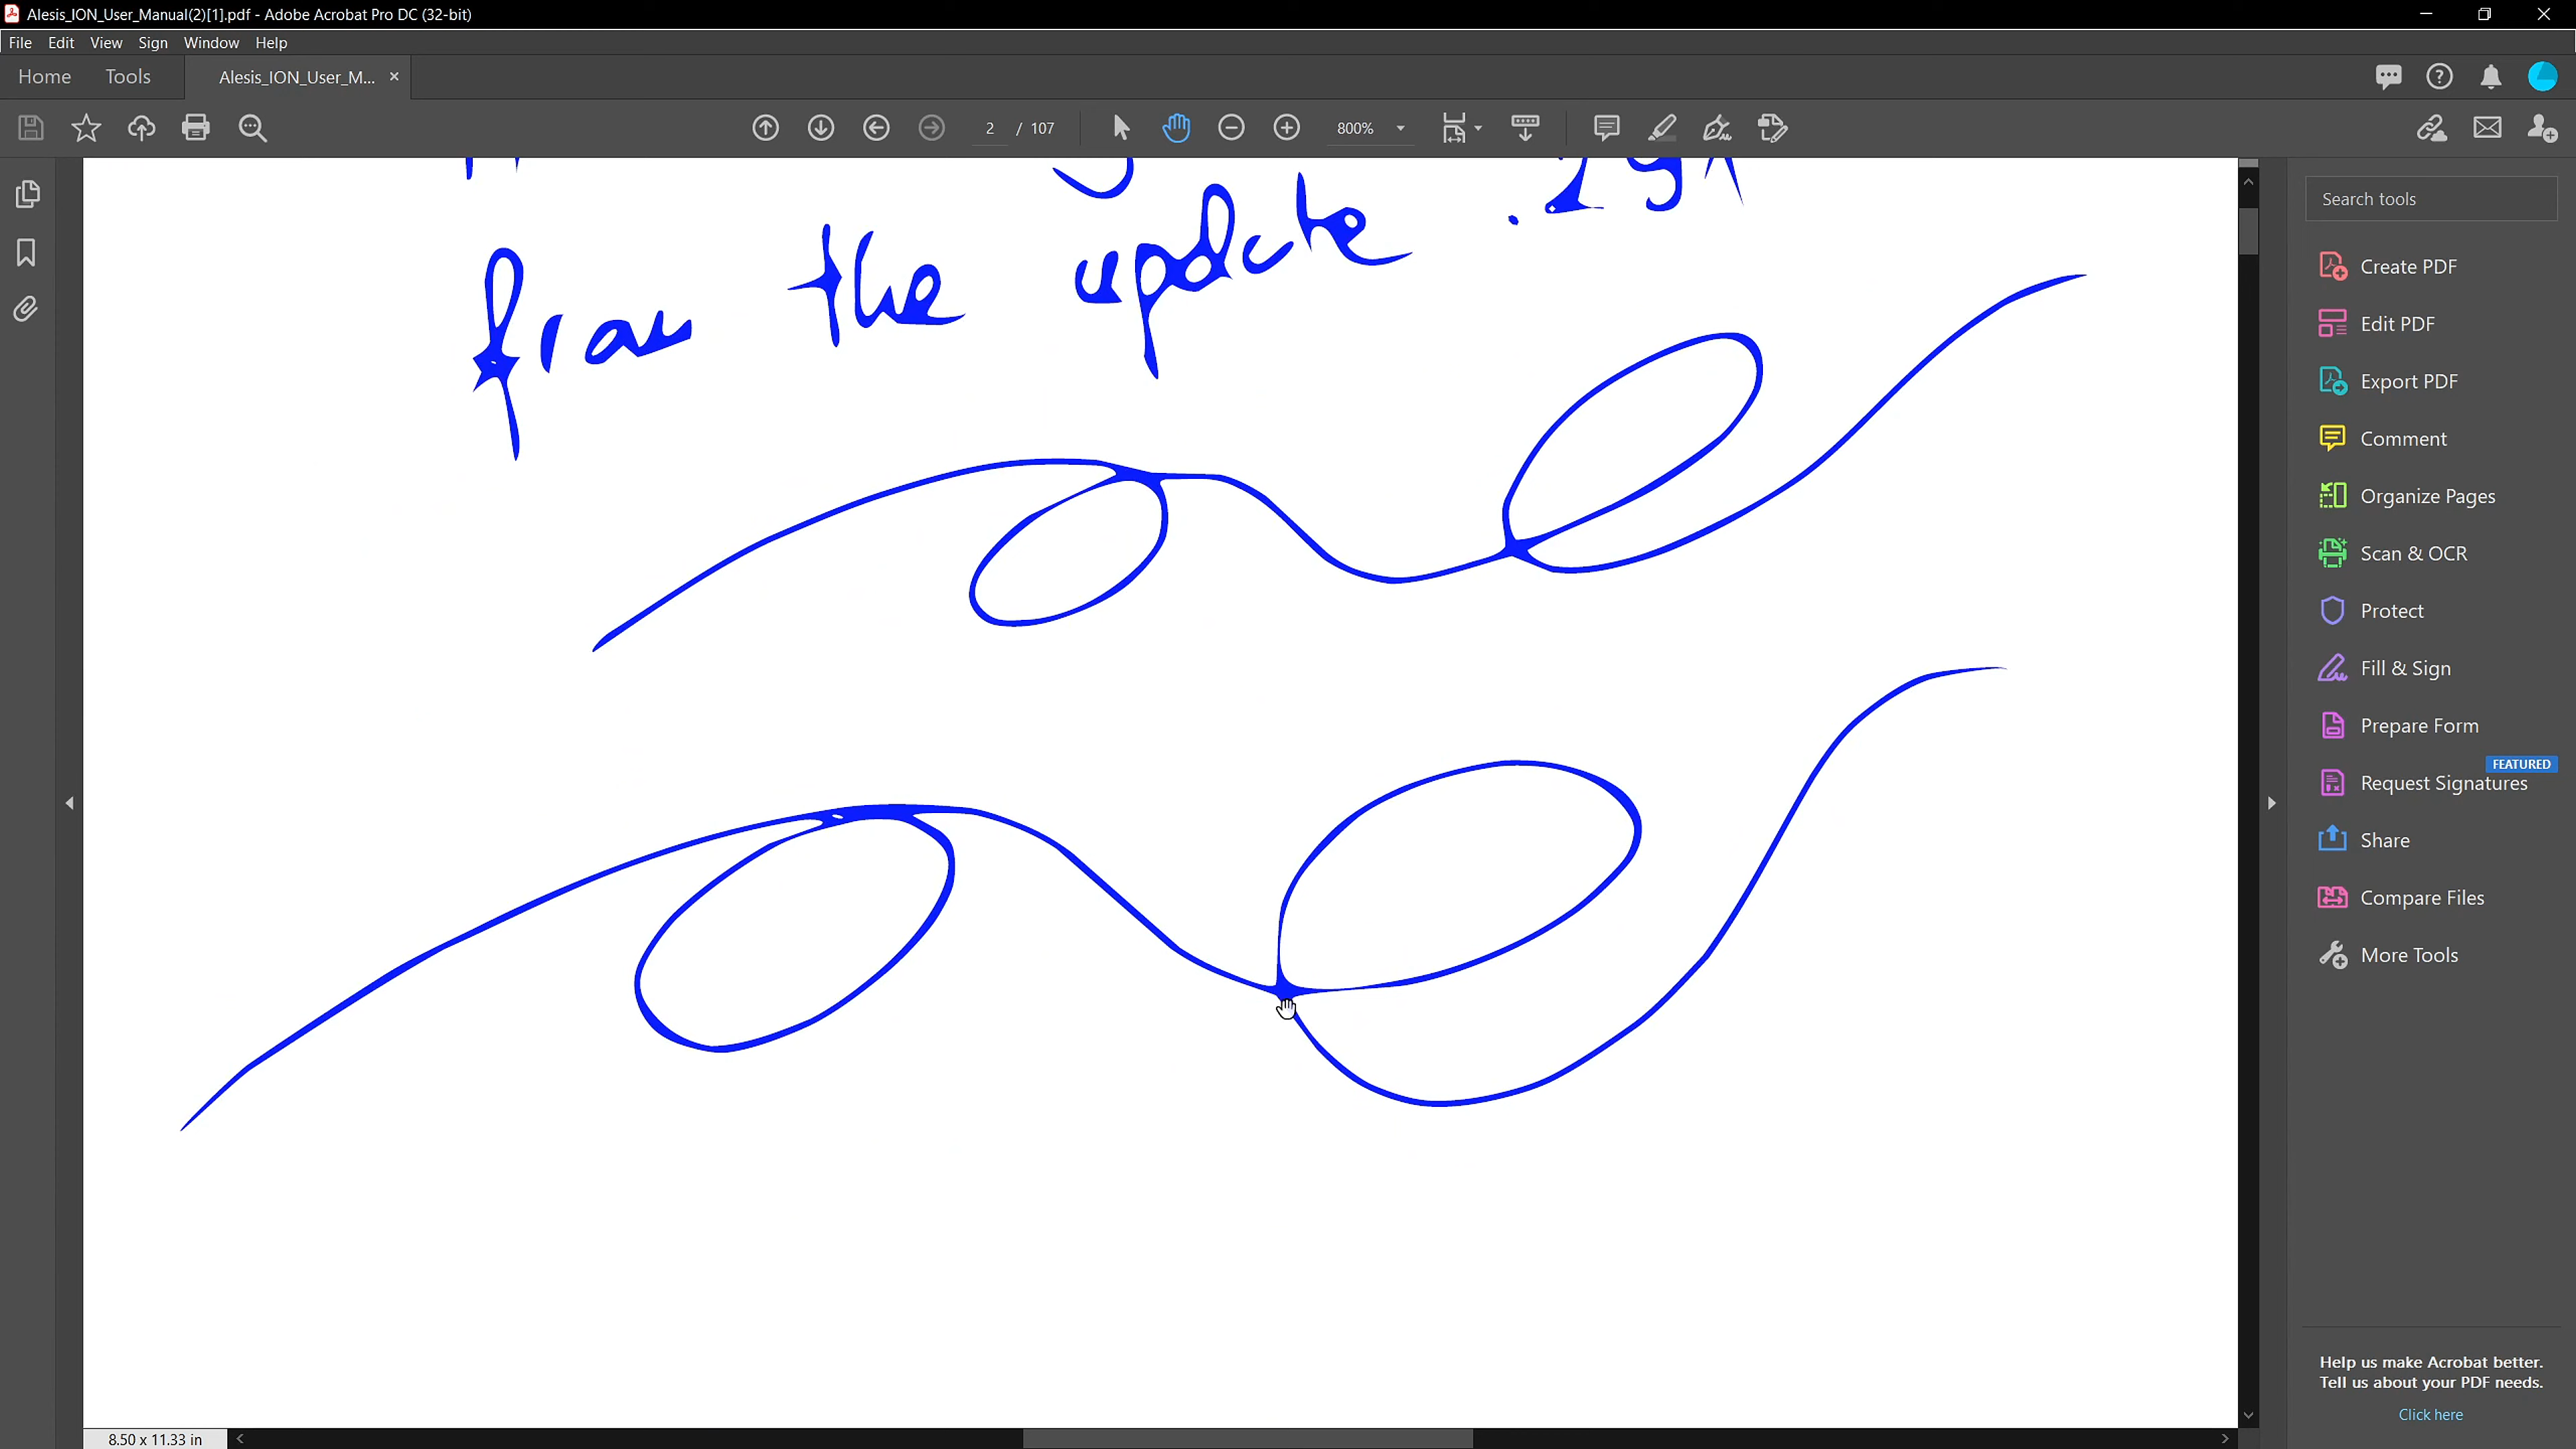 Alesis_ION_User_Manual(2)[1].pdf - Adobe Acrobat Pro DC (32-bit)
File Edit View Sign Window Help
Home Tools Alesis_ION_User_M... ×
2 / 107 800%
from the update
Search tools
Create PDF
Edit PDF
Export PDF
Comment
Organize Pages
Scan & OCR
Protect
Fill & Sign
Prepare Form
FEATURED
Request Signatures
Share
Compare Files
More Tools
Help us make Acrobat better.
Tell us about your PDF needs.
Click here
8.50 x 11.33 in